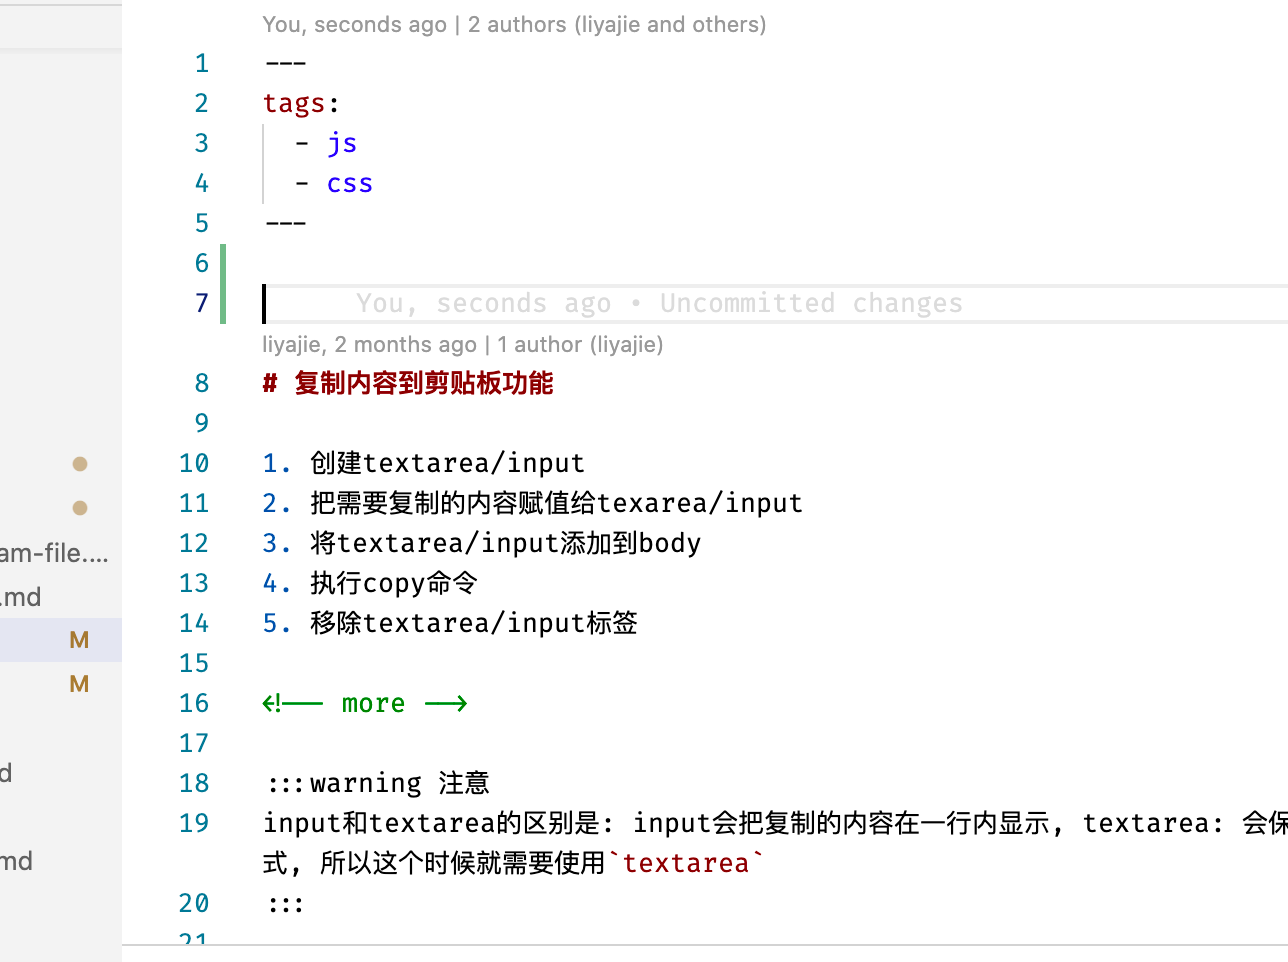 You, seconds ago | 2 authors (liyajie and others)
1 ---
2 tags:
3 - js
4 - css
5 ---
6
7 You, seconds ago • Uncommitted changes
liyajie, 2 months ago | 1 author (liyajie)
8 # 复制内容到剪贴板功能
9
10 1. 创建textarea/input
11 2. 把需要复制的内容赋值给texarea/input
am-file....
12 3. 将textarea/input添加到body
13 4. 执行copy命令
.md
14 5. 移除textarea/input标签
M
15
M
16 <!-- more -->
17
18 :::warning 注意
d
19 input和textarea的区别是: input会把复制的内容在一行内显示, textarea: 会保
式, 所以这个时候就需要使用`textarea`
md
20 :::
21